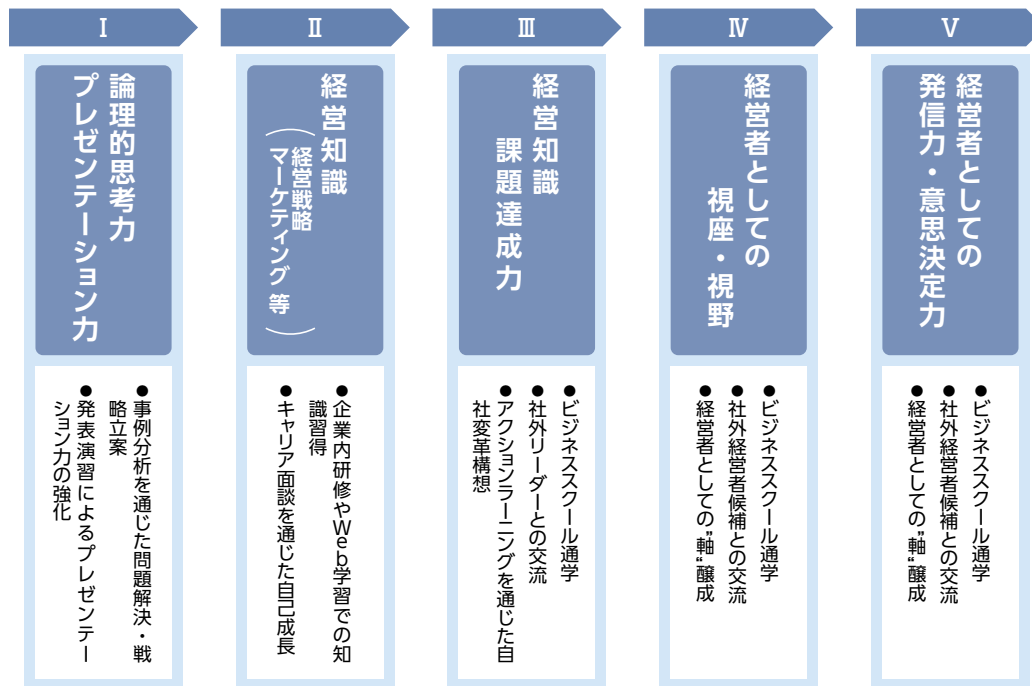 Ⅰ
論理的思考力
プレゼンテーション力
●事例分析を通じた問題解決・戦
略立案
●発表演習によるプレゼンテー
ション力の強化
Ⅱ
経営知識
（経営戦略
マーケティング 等）
●企業内研修やWeb学習での知
識習得
●キャリア面談を通じた自己成長
Ⅲ
経営知識
課題達成力
●ビジネススクール通学
●社外リーダーとの交流
●アクションラーニングを通じた自
社変革構想
Ⅳ
経営者としての
視座・視野
●ビジネススクール通学
●社外経営者候補との交流
●経営者としての“軸“醸成
Ⅴ
経営者としての
発信力・意思決定力
●ビジネススクール通学
●社外経営者候補との交流
●経営者としての“軸“醸成